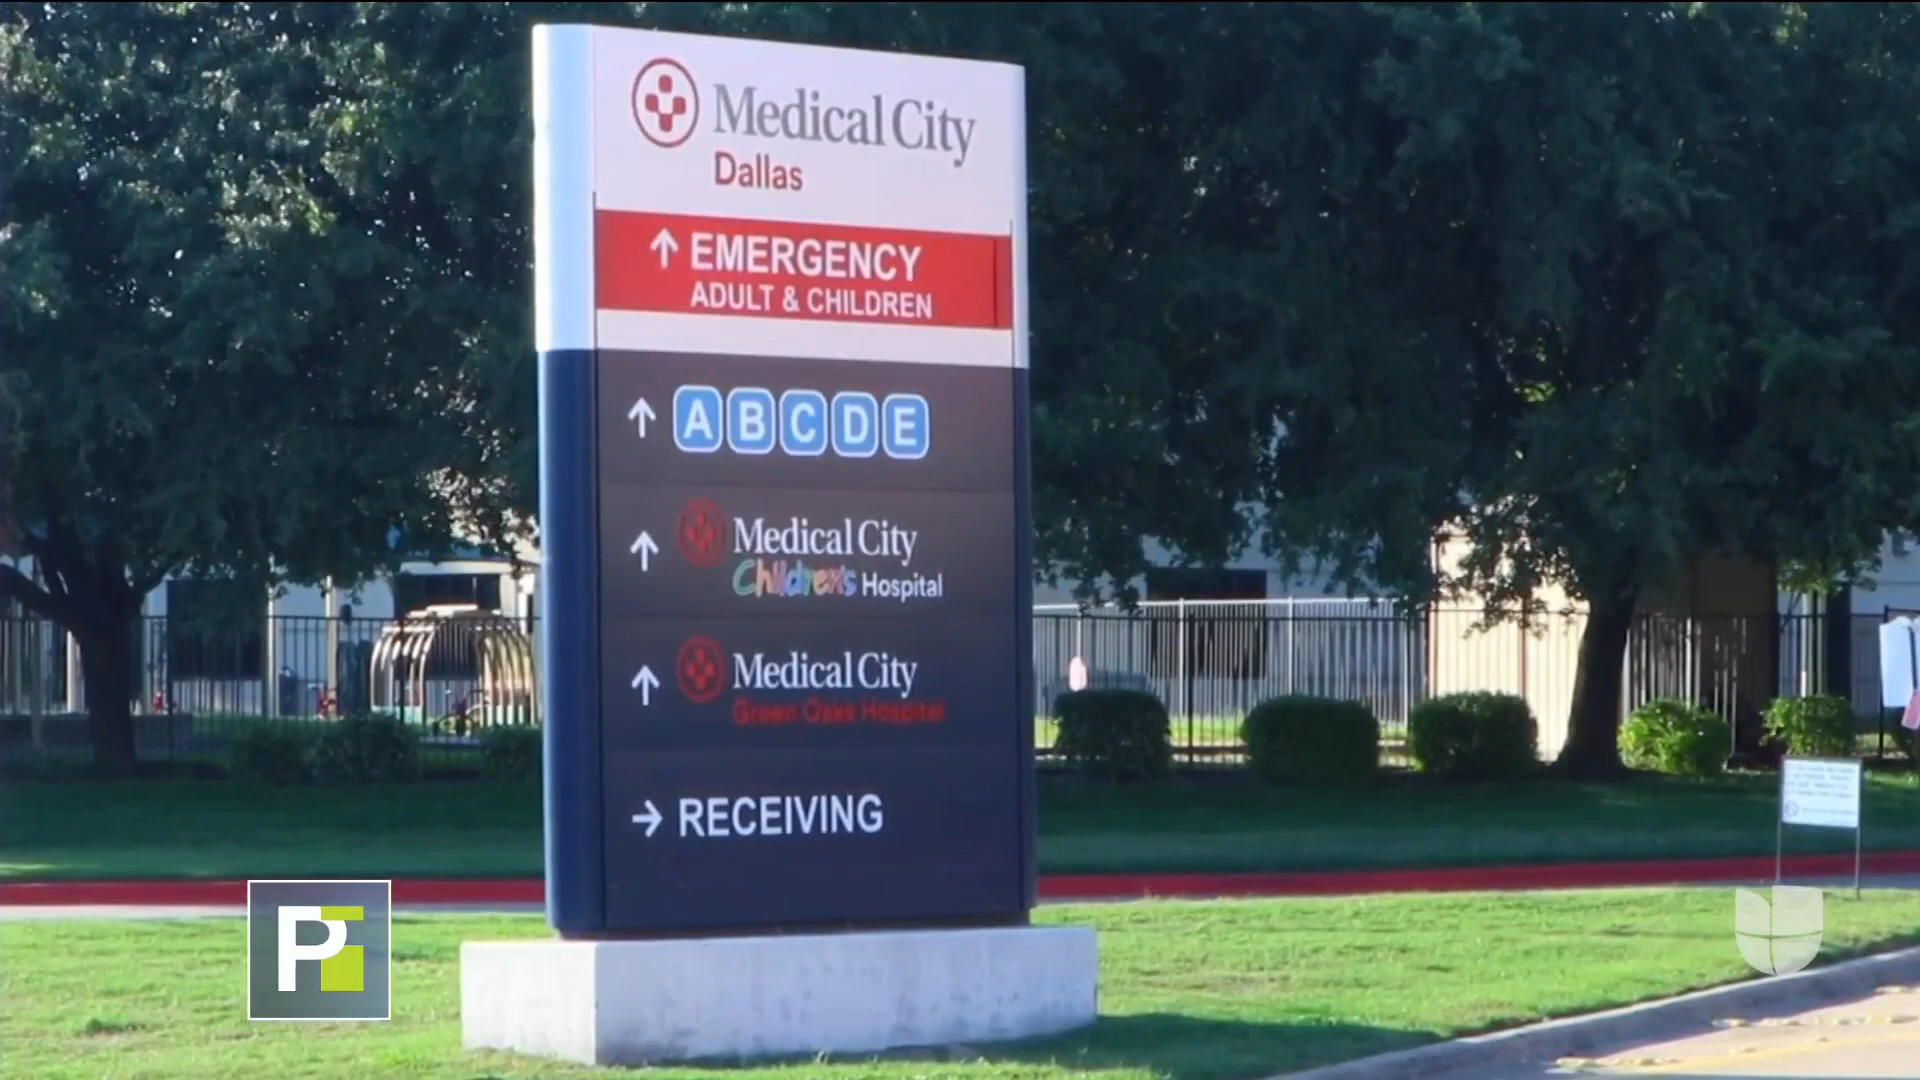 Medical City
Dallas
↑ EMERGENCY
ADULT & CHILDREN
↑ A B C D E
↑ Medical City
Children's Hospital
↑ Medical City
Green Oaks Hospital
→ RECEIVING
P